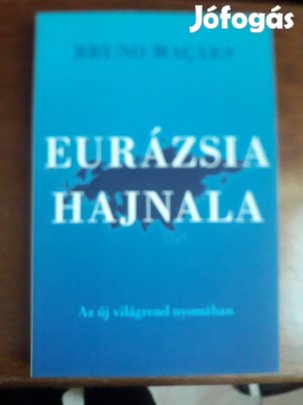 Jófogás
BRUNO MAÇÃES
EURÁZSIA
HAJNALA
Az új világrend nyomában